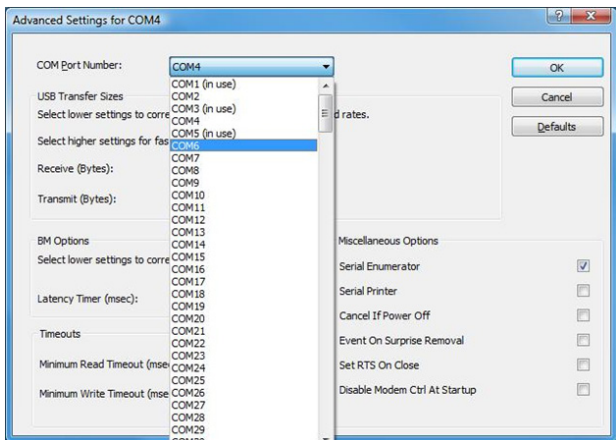 Advanced Settings for COM4
COM Port Number:
COM4
OK
Cancel
Defaults
COM1 (in use)
COM2
COM3 (in use)
COM4
COM5 (in use)
COM6
COM7
COM8
COM9
COM10
COM11
COM12
COM13
COM14
COM15
COM16
COM17
COM18
COM19
COM20
COM21
COM22
COM23
COM24
COM25
COM26
COM27
COM28
COM29
USB Transfer Sizes
Select lower settings to corre
d rates.
Select higher settings for fas
Receive (Bytes):
Transmit (Bytes):
BM Options
Select lower settings to corre
Latency Timer (msec):
Timeouts
Minimum Read Timeout (mse
Minimum Write Timeout (mse
Miscellaneous Options
Serial Enumerator
Serial Printer
Cancel If Power Off
Event On Surprise Removal
Set RTS On Close
Disable Modem Ctrl At Startup